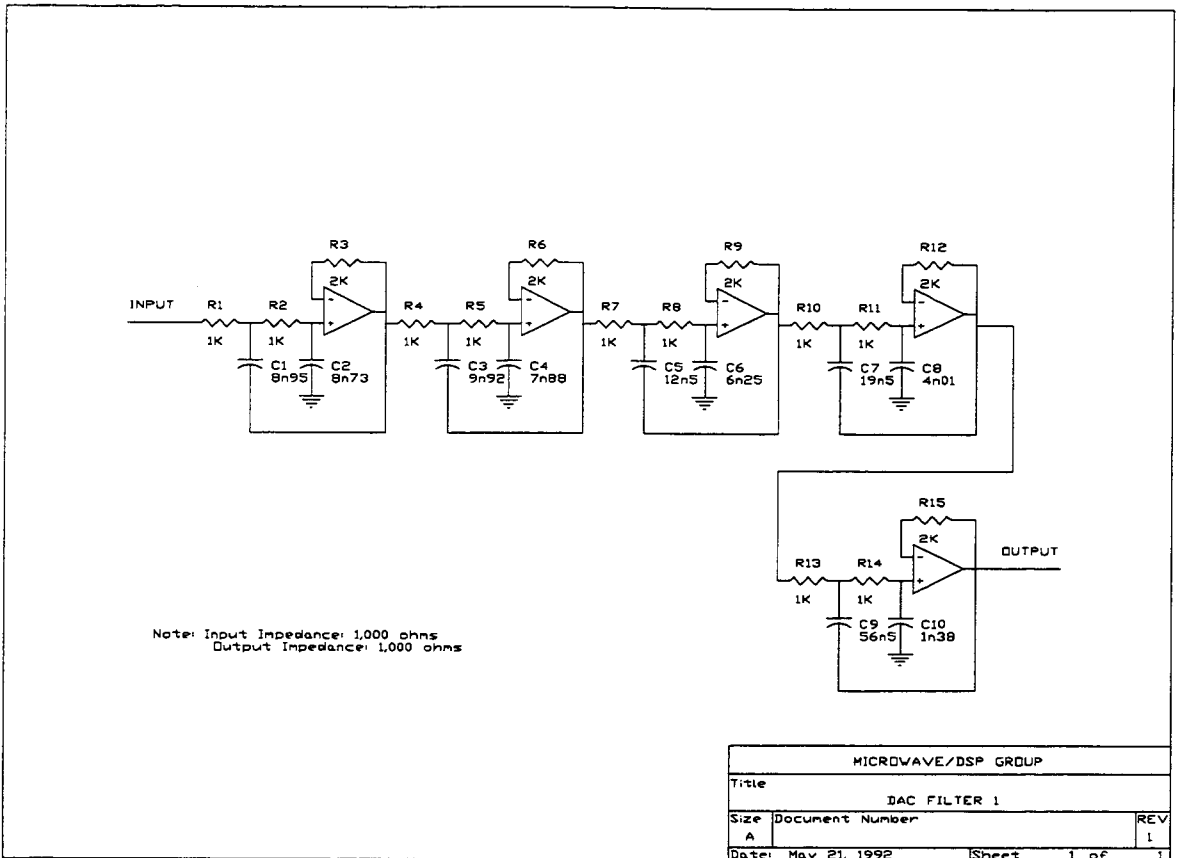 R3
2K
R6
2K
R9
2K
R12
2K
INPUT
R1
1K
R2
1K
R4
1K
R5
1K
R7
1K
R8
1K
R10
1K
R11
1K
-
+
-
+
-
+
-
+
C1
8n95
C2
8n73
C3
9n92
C4
7n88
C5
12n5
C6
6n25
C7
19n5
C8
4n01
R15
2K
-
+
OUTPUT
R13
1K
R14
1K
C9
56n5
C10
1n38
Note: Input Impedance: 1,000 ohms
Output Impedance: 1,000 ohms
MICROWAVE/DSP GROUP
Title
DAC FILTER 1
Size
A
Document Number
REV
1
Date: May 21, 1992
Sheet 1 of 1